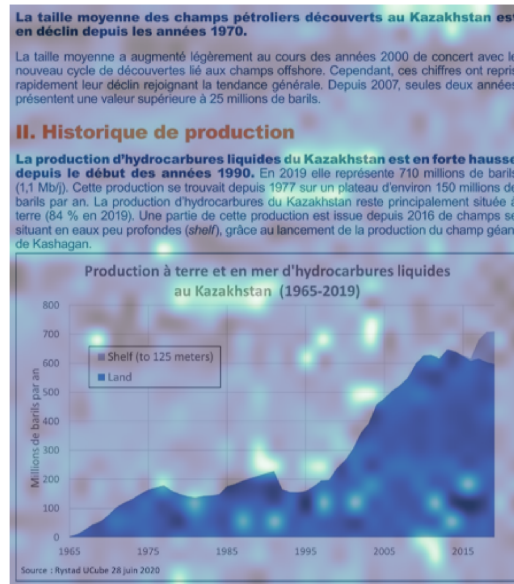 La taille moyenne des champs pétroliers découverts au Kazakhstan est
en déclin depuis les années 1970.
La taille moyenne a augmenté légèrement au cours des années 2000 de concert avec le
nouveau cycle de découvertes lié aux champs offshore. Cependant, ces chiffres ont repris
rapidement leur déclin rejoignant la tendance générale. Depuis 2007, seules deux années
présentent une valeur supérieure à 25 millions de barils.
II. Historique de production
La production d'hydrocarbures liquides du Kazakhstan est en forte hausse
depuis le début des années 1990. En 2019 elle représente 710 millions de barils
(1,1 Mb/j). Cette production se trouvait depuis 1977 sur un plateau d'environ 150 millions de
barils par an. La production d'hydrocarbures du Kazakhstan reste principalement située à
terre (84 % en 2019). Une partie de cette production est issue depuis 2016 de champs se
situant en eaux peu profondes (shelf), grâce au lancement de la production du champ géant
de Kashagan.
Production à terre et en mer d'hydrocarbures liquides
au Kazakhstan (1965-2019)
Millions de barils par an
800
700
600
500
400
300
200
100
0
Shelf (to 125 meters)
Land
1965 1975 1985 1995 2005 2015
Source : Rystad UCube 28 juin 2020